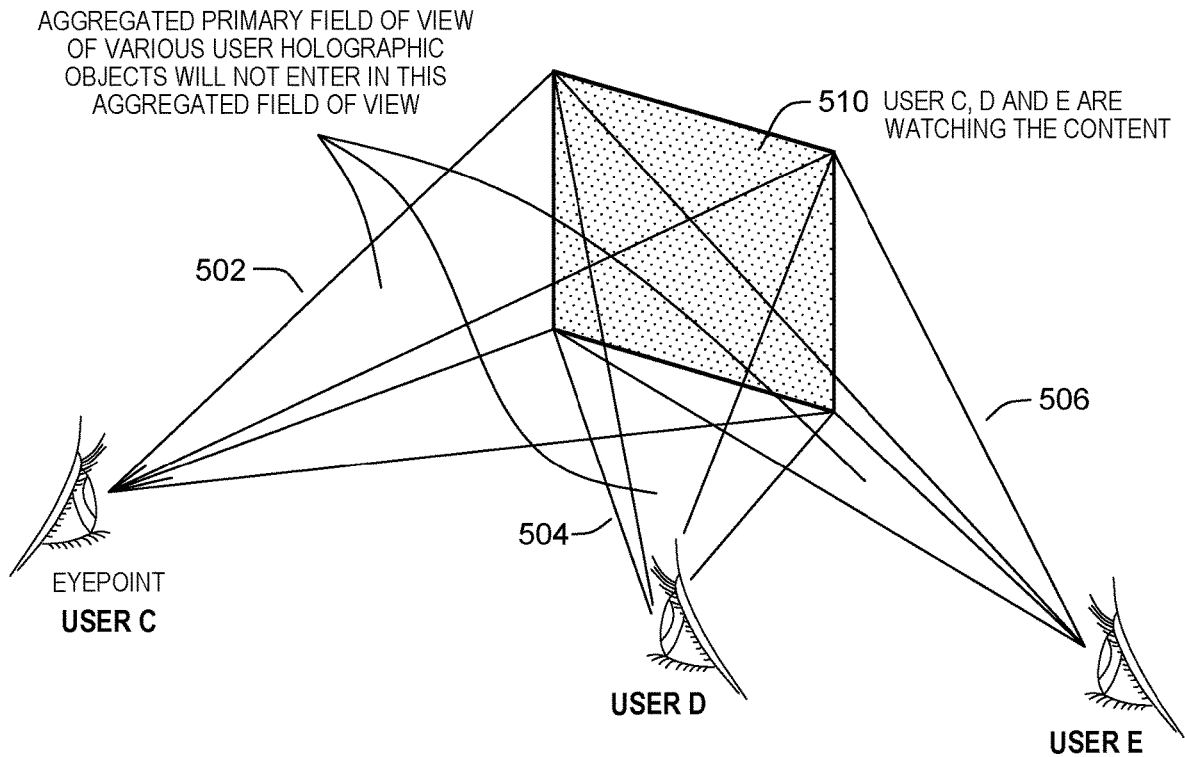 AGGREGATED PRIMARY FIELD OF VIEW
OF VARIOUS USER HOLOGRAPHIC
OBJECTS WILL NOT ENTER IN THIS
AGGREGATED FIELD OF VIEW
510 USER C, D AND E ARE
WATCHING THE CONTENT
502
506
504
EYEPOINT
USER C
USER D
USER E